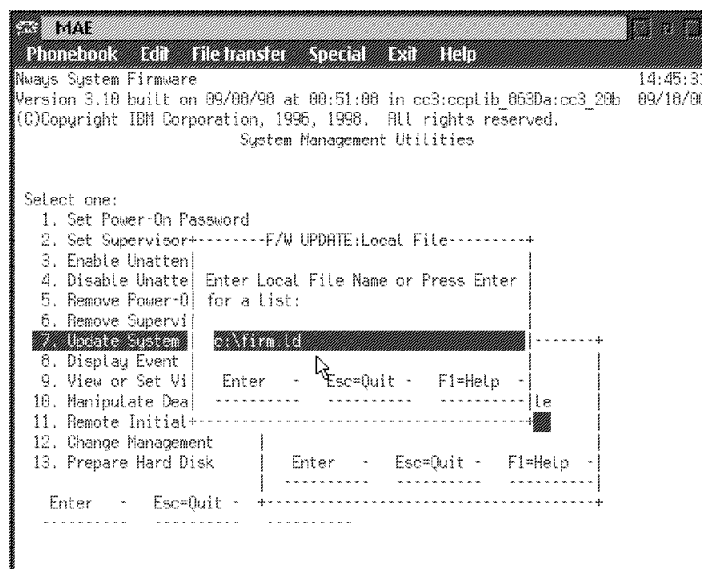 MAE
Phonebook Edit File transfer Special Exit Help
Nways System Firmware 14:45:33
Version 3.10 built on 09/08/98 at 00:51:08 in cc3:ccplib_063Da:cc3_20b 09/18/00
(C)Copyright IBM Corporation, 1996, 1998. All rights reserved.
System Management Utilities
Select one:
1. Set Power-On Password
2. Set Supervisor+--------F/W UPDATE:Local File---------+
3. Enable Unatten|
4. Disable Unatte| Enter Local File Name or Press Enter |
5. Remove Power-O| for a list: |
6. Remove Supervi|
7. Update System | c:\firm.ld |-------+
8. Display Event |
9. View or Set Vi| Enter - Esc=Quit - F1=Help -|
10. Manipulate Dea| ---------- ---------- ----------|le |
11. Remote Initial+-----------------------------------------+
12. Change Management |
13. Prepare Hard Disk | Enter - Esc=Quit - F1=Help -|
Enter - Esc=Quit - +-----------------------------------------+